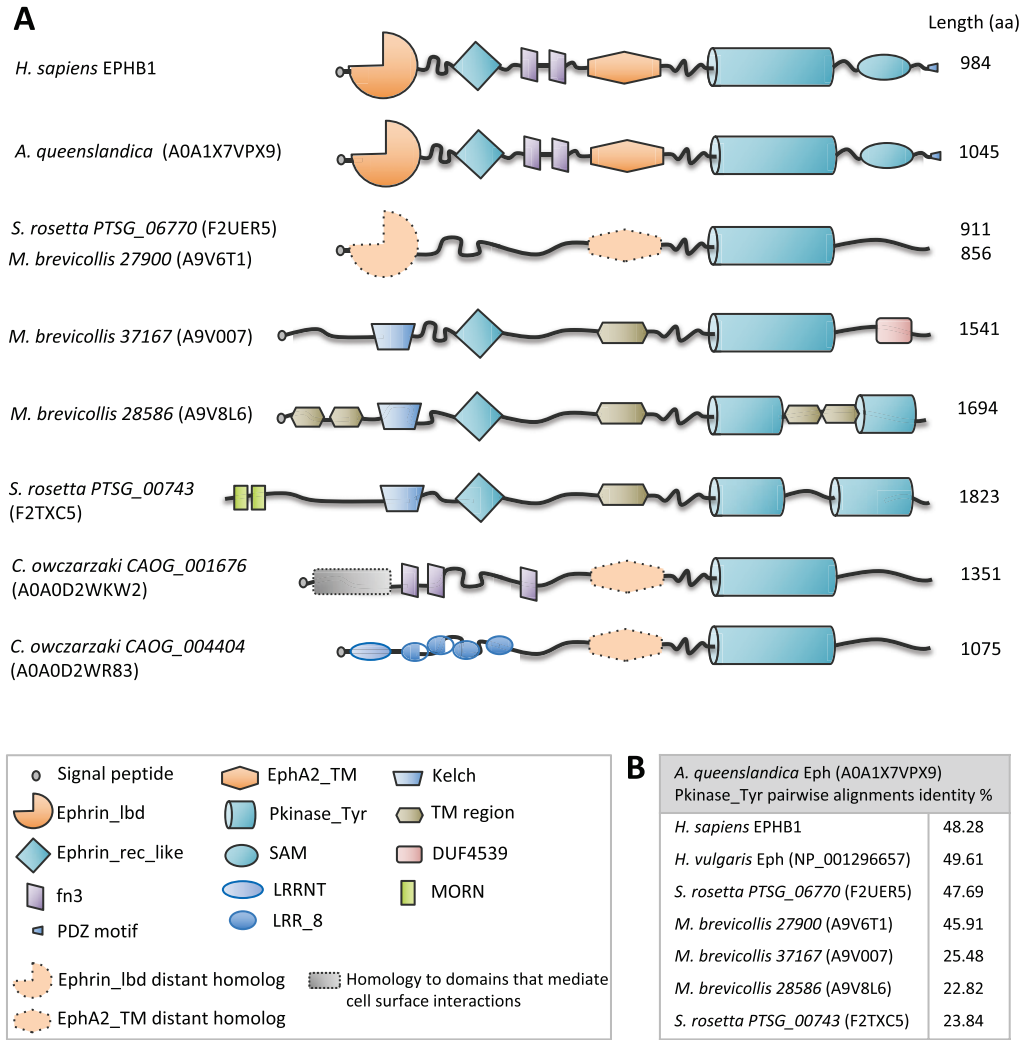 A
Length (aa)
H. sapiens EPHB1
984
A. queenslandica (A0A1X7VPX9)
1045
S. rosetta PTSG_06770 (F2UER5)
911
M. brevicollis 27900 (A9V6T1)
856
M. brevicollis 37167 (A9V007)
1541
M. brevicollis 28586 (A9V8L6)
1694
S. rosetta PTSG_00743
(F2TXC5)
1823
C. owczarzaki CAOG_001676
(A0A0D2WKW2)
1351
C. owczarzaki CAOG_004404
(A0A0D2WR83)
1075
Signal peptide
Ephrin_lbd
Ephrin_rec_like
fn3
PDZ motif
EphA2_TM
Pkinase_Tyr
SAM
LRRNT
LRR_8
Kelch
TM region
DUF4539
MORN
Ephrin_lbd distant homolog
EphA2_TM distant homolog
Homology to domains that mediate
cell surface interactions
B
A. queenslandica Eph (A0A1X7VPX9)
Pkinase_Tyr pairwise alignments identity %
H. sapiens EPHB1 48.28
H. vulgaris Eph (NP_001296657) 49.61
S. rosetta PTSG_06770 (F2UER5) 47.69
M. brevicollis 27900 (A9V6T1) 45.91
M. brevicollis 37167 (A9V007) 25.48
M. brevicollis 28586 (A9V8L6) 22.82
S. rosetta PTSG_00743 (F2TXC5) 23.84